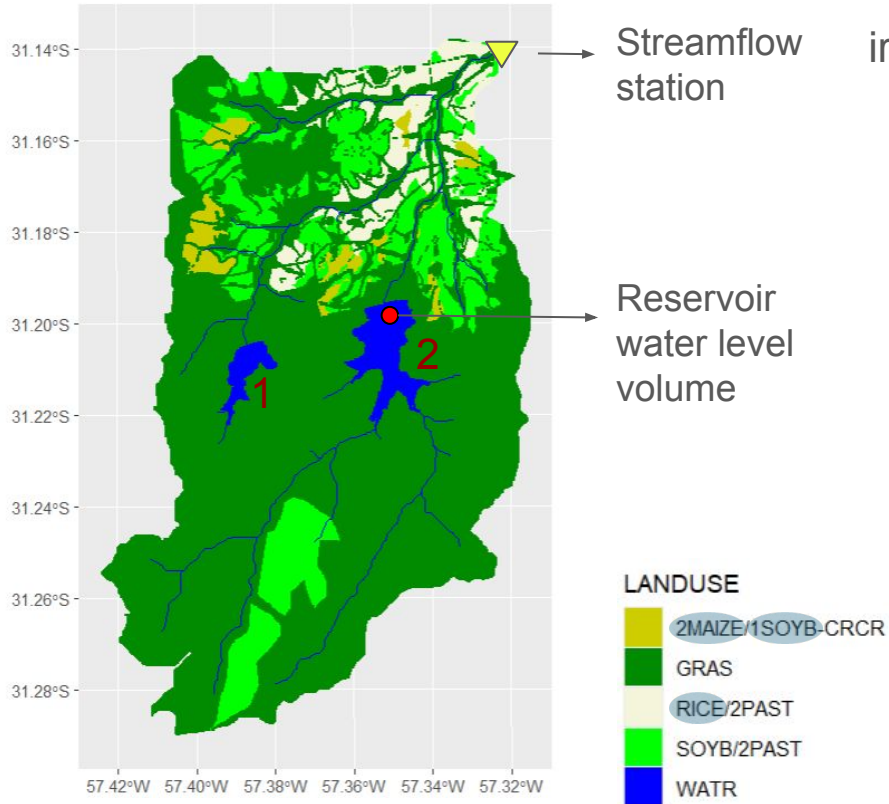 31.14°S
31.16°S
31.18°S
31.20°S
31.22°S
31.24°S
31.26°S
31.28°S
57.42°W 57.40°W 57.38°W 57.36°W 57.34°W 57.32°W
1
2
Streamflow
station
Reservoir
water level
volume
LANDUSE
2MAIZE/1SOYB-CRCR
GRAS
RICE/2PAST
SOYB/2PAST
WATR